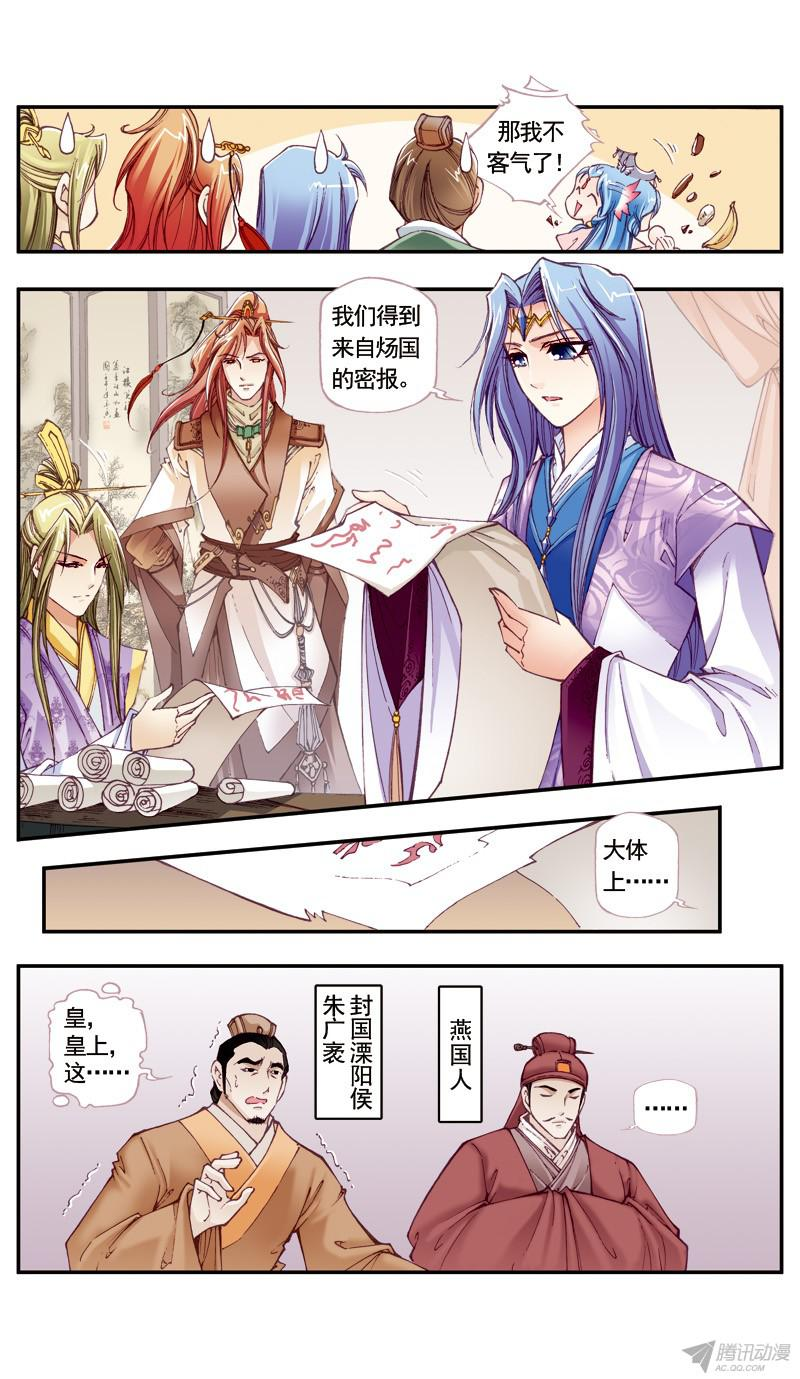 那我不
客气了!
我们得到
来自炀国
的密报。
大体
上……
皇，
皇上，
这……
封国溧阳侯
朱广袤
燕国人
……
腾讯动漫
AC.QQ.COM